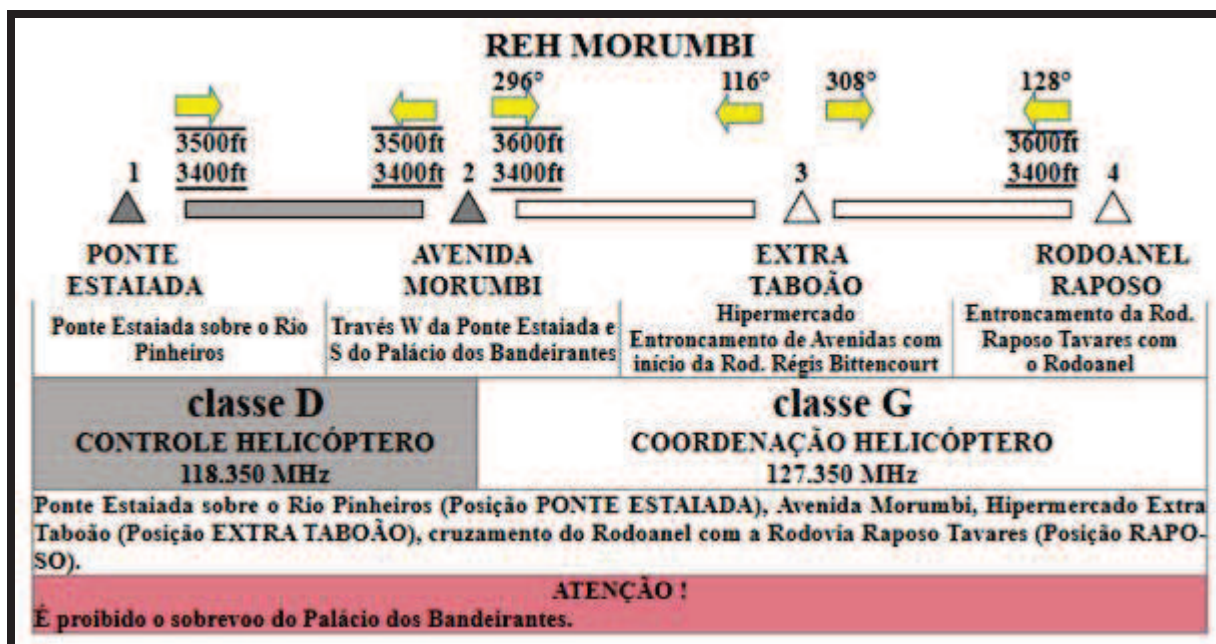 REH MORUMBI
296° 116° 308° 128°
3500ft 3500ft 3600ft 3600ft
1 3400ft 3400ft 2 3400ft 3 3400ft 4
PONTE
ESTAIADA
AVENIDA
MORUMBI
EXTRA
TABOÃO
RODOANEL
RAPOSO
Ponte Estaiada sobre o Rio
Pinheiros
Través W da Ponte Estaiada e
S do Palácio dos Bandeirantes
Hipermercado
Entroncamento de Avenidas com
início da Rod. Régis Bittencourt
Entroncamento da Rod.
Raposo Tavares com
o Rodoanel
classe D
CONTROLE HELICÓPTERO
118.350 MHz
classe G
COORDENAÇÃO HELICÓPTERO
127.350 MHz
Ponte Estaiada sobre o Rio Pinheiros (Posição PONTE ESTAIADA), Avenida Morumbi, Hipermercado Extra
Taboão (Posição EXTRA TABOÃO), cruzamento do Rodoanel com a Rodovia Raposo Tavares (Posição RAPO-
SO).
ATENÇÃO !
É proibido o sobrevoo do Palácio dos Bandeirantes.